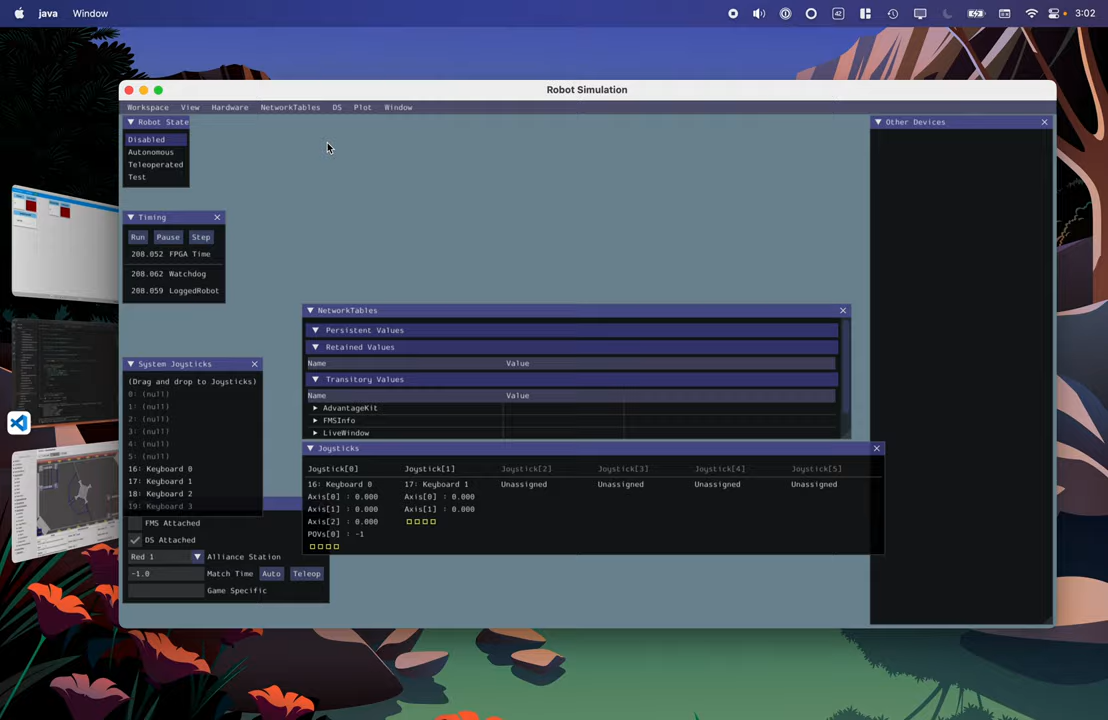 java Window
42
3:02
Robot Simulation
Workspace View Hardware NetworkTables DS Plot Window
Robot State
Disabled
Autonomous
Teleoperated
Test
Other Devices
Timing
Run Pause Step
208.052 FPGA Time
208.062 Watchdog
208.059 LoggedRobot
NetworkTables
Persistent Values
Retained Values
Name Value
Transitory Values
Name Value
AdvantageKit
FMSInfo
LiveWindow
System Joysticks
(Drag and drop to Joysticks)
0: (null)
1: (null)
2: (null)
3: (null)
4: (null)
5: (null)
16: Keyboard 0
17: Keyboard 1
18: Keyboard 2
19: Keyboard 3
Joysticks
Joystick[0] Joystick[1] Joystick[2] Joystick[3] Joystick[4] Joystick[5]
16: Keyboard 0 17: Keyboard 1 Unassigned Unassigned Unassigned Unassigned
Axis[0] : 0.000 Axis[0] : 0.000
Axis[1] : 0.000 Axis[1] : 0.000
Axis[2] : 0.000
POVs[0] : -1
FMS Attached
DS Attached
Red 1 Alliance Station
-1.0 Match Time Auto Teleop
Game Specific